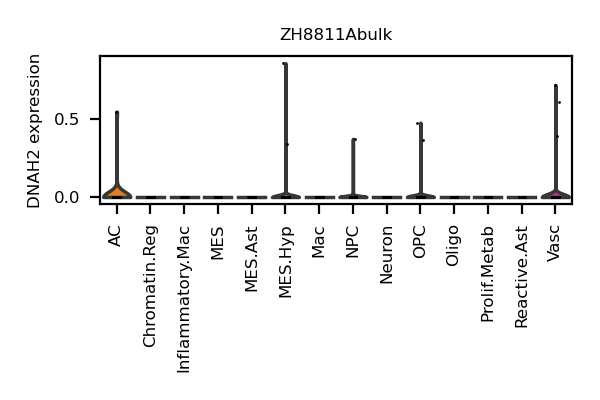 ZH8811Abulk
DNAH2 expression
0.5
0.0
AC
Chromatin.Reg
Inflammatory.Mac
MES
MES.Ast
MES.Hyp
Mac
NPC
Neuron
OPC
Oligo
Prolif.Metab
Reactive.Ast
Vasc